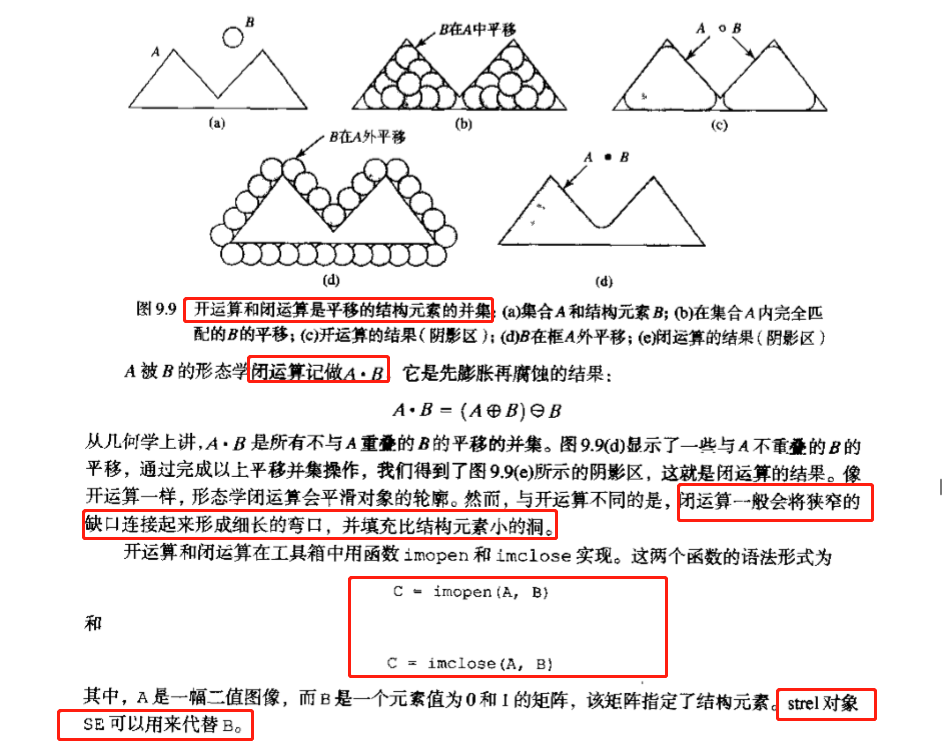 A
B
(a)
B在A中平移
(b)
A ∘ B
(c)
B在A外平移
(d)
A • B
(d)
图 9.9 开运算和闭运算是平移的结构元素的并集: (a)集合A和结构元素B; (b)在集合A内完全匹
配的B的平移; (c)开运算的结果(阴影区); (d)B在框A外平移; (e)闭运算的结果(阴影区)
A 被 B 的形态学闭运算记做A • B 它是先膨胀再腐蚀的结果:
A • B = (A ⊕ B) ⊖ B
从几何学上讲, A • B 是所有不与A重叠的B的平移的并集。图 9.9(d)显示了一些与A不重叠的B的
平移，通过完成以上平移并集操作，我们得到了图 9.9(e)所示的阴影区，这就是闭运算的结果。像
开运算一样，形态学闭运算会平滑对象的轮廓。然而，与开运算不同的是，闭运算一般会将狭窄的
缺口连接起来形成细长的弯口，并填充比结构元素小的洞。
开运算和闭运算在工具箱中用函数 imopen 和 imclose 实现。这两个函数的语法形式为
C = imopen(A, B)
和
C = imclose(A, B)
其中，A是一幅二值图像，而B是一个元素值为0和1的矩阵，该矩阵指定了结构元素。strel 对象
SE 可以用来代替 B。